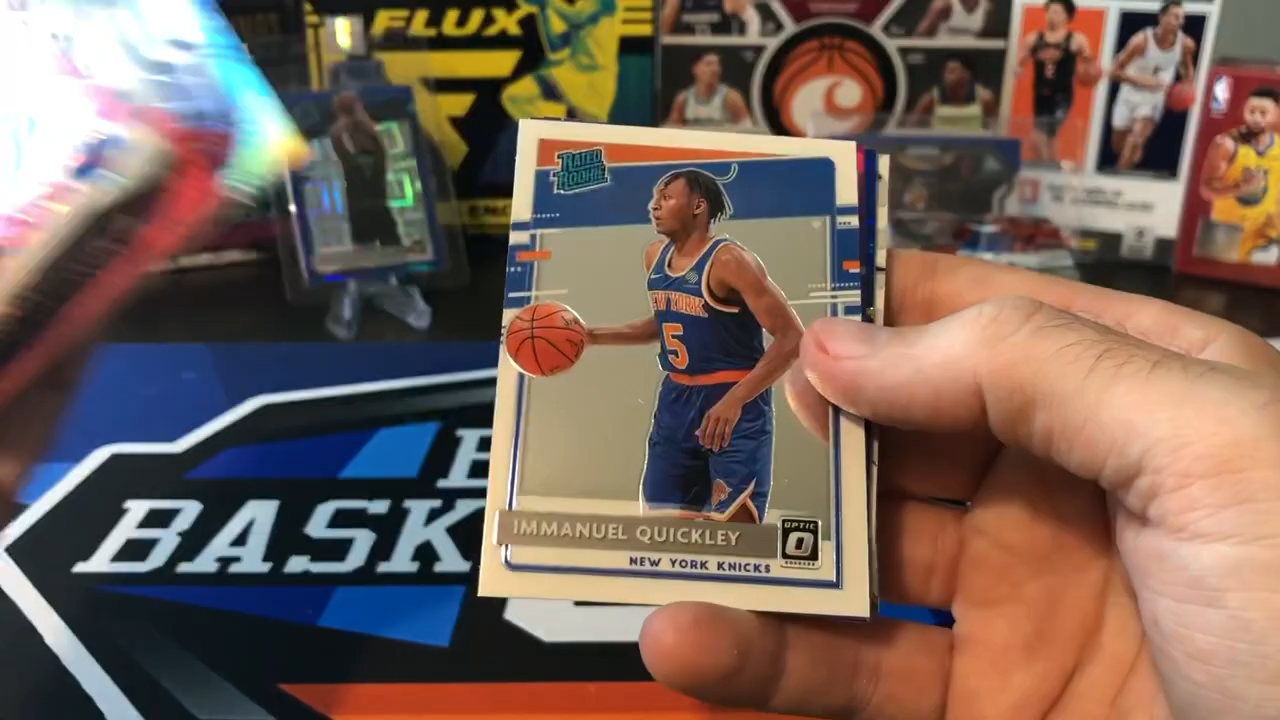 FLUX
RATED
ROOKIE
NEW YORK
5
IMMANUEL QUICKLEY
OPTIC
NEW YORK KNICKS
BASK